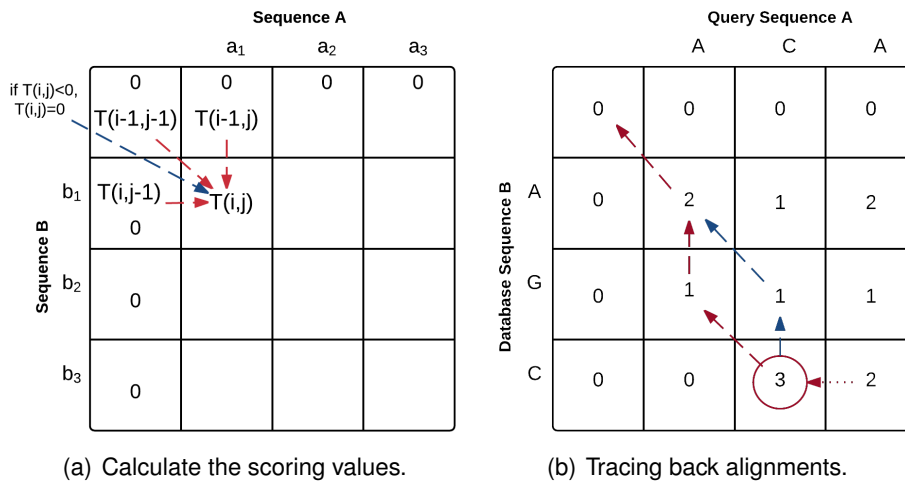 Sequence A
a1 a2 a3
if T(i,j)<0,
T(i,j)=0
0 0 0 0
T(i-1,j-1) T(i-1,j)
b1 T(i,j-1) T(i,j)
0
b2 0
b3 0
Sequence B
(a) Calculate the scoring values.
Query Sequence A
A C A
0 0 0 0
A 0 2 1 2
G 0 1 1 1
C 0 0 3 2
Database Sequence B
(b) Tracing back alignments.